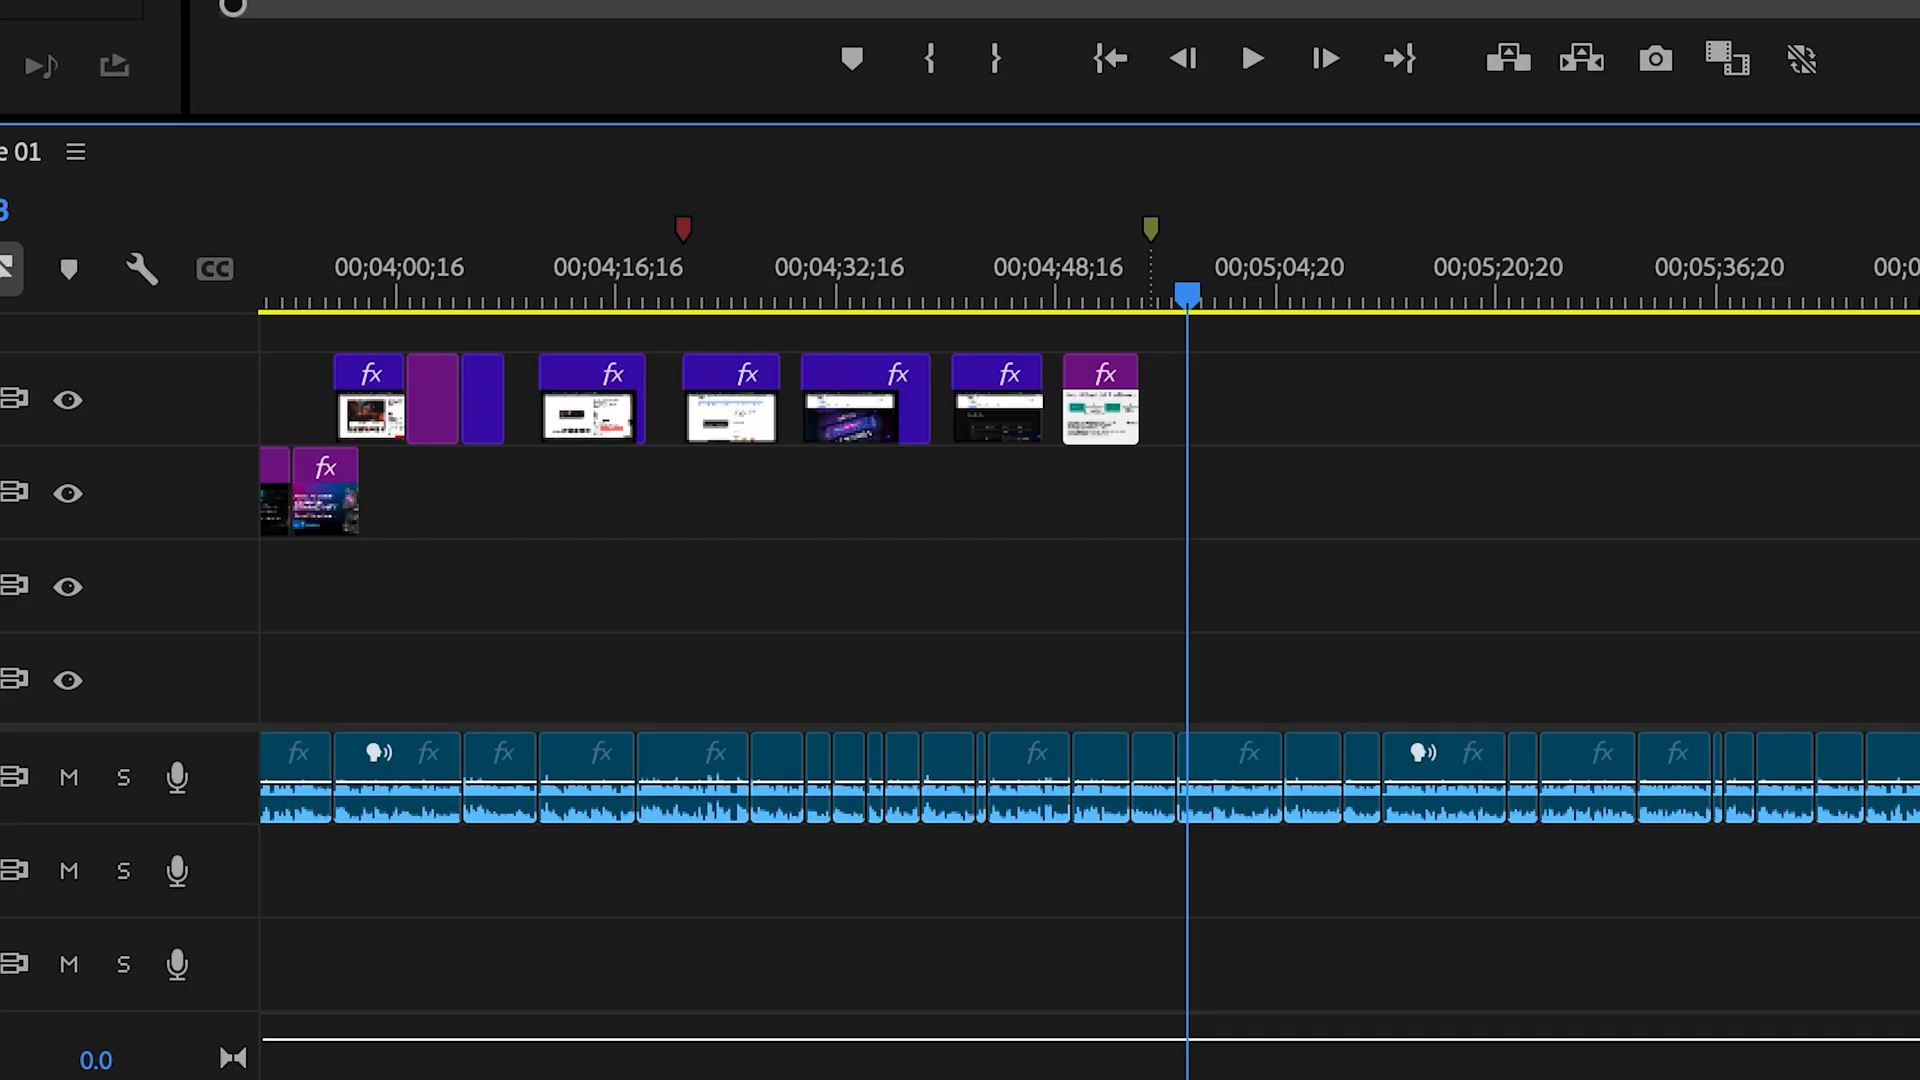 e 01
3
CC
00;04;00;16 00;04;16;16 00;04;32;16 00;04;48;16 00;05;04;20 00;05;20;20 00;05;36;20 00;0
fx fx fx fx fx fx
fx
fx fx fx fx fx fx fx fx fx fx
M S
M S
M S
0.0